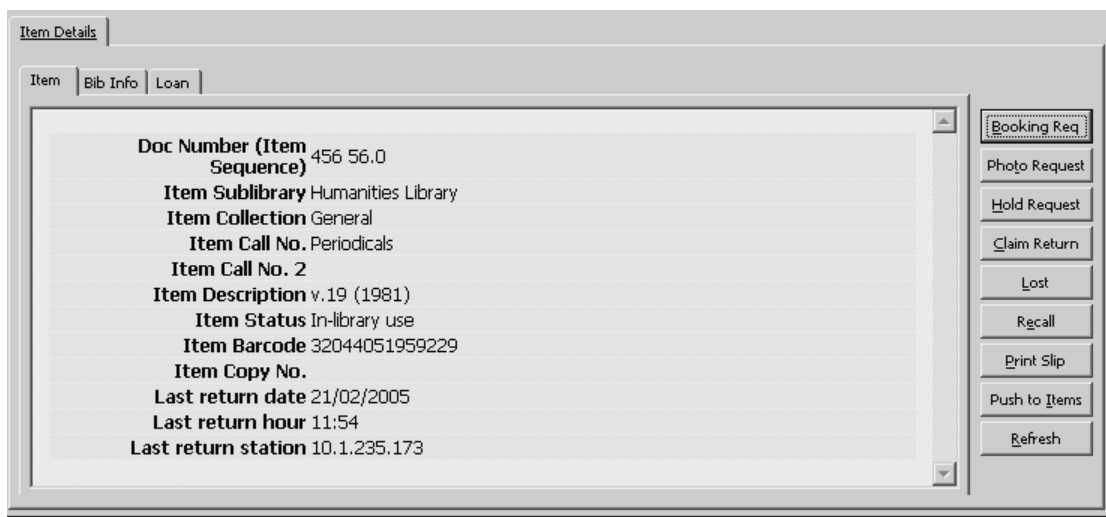 Item Details
Item Bib Info Loan
Doc Number (Item
Sequence) 456 56.0
Item Sublibrary Humanities Library
Item Collection General
Item Call No. Periodicals
Item Call No. 2
Item Description v.19 (1981)
Item Status In-library use
Item Barcode 32044051959229
Item Copy No.
Last return date 21/02/2005
Last return hour 11:54
Last return station 10.1.235.173
Booking Req
Photo Request
Hold Request
Claim Return
Lost
Recall
Print Slip
Push to Items
Refresh